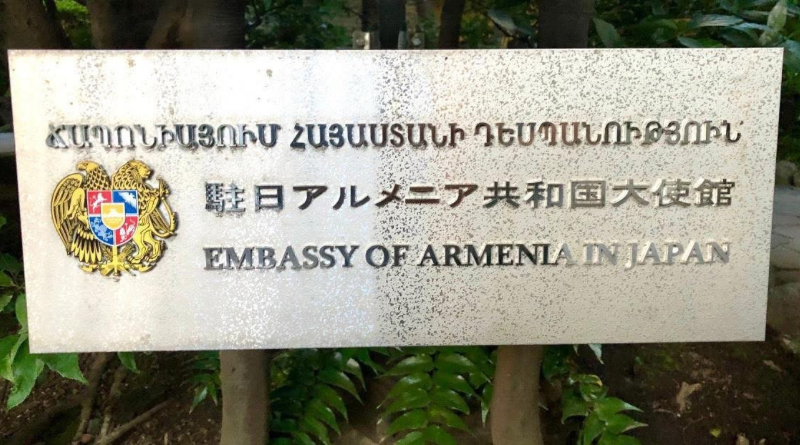 ՃԱՊՈՆԻԱՅՈՒՄ ՀԱՅԱՍՏԱՆԻ ԴԵՍՊԱՆՈՒԹՅՈՒՆ
駐日アルメニア共和国大使館
EMBASSY OF ARMENIA IN JAPAN